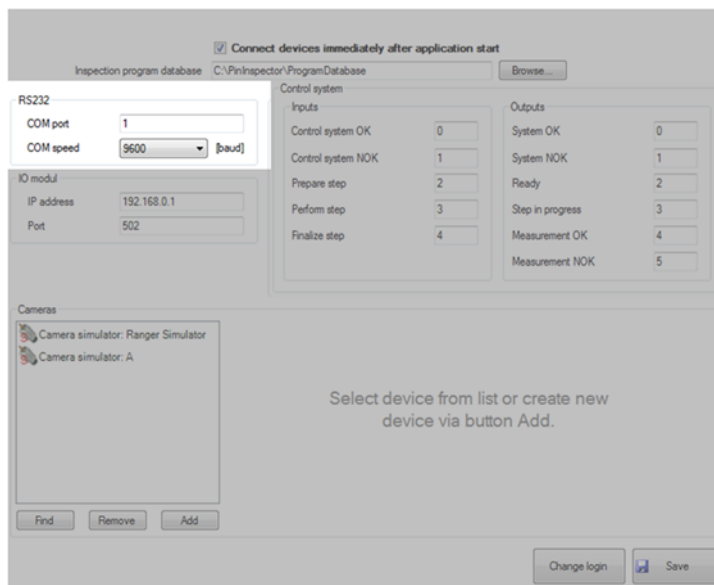 Connect devices immediately after application start
Inspection program database C:\PinInspector\ProgramDatabase Browse...
RS232
COM port 1
COM speed 9600 [baud]
IO modul
IP address 192.168.0.1
Port 502
Control system
Inputs
Control system OK 0
Control system NOK 1
Prepare step 2
Perform step 3
Finalize step 4
Outputs
System OK 0
System NOK 1
Ready 2
Step in progress 3
Measurement OK 4
Measurement NOK 5
Cameras
Camera simulator: Ranger Simulator
Camera simulator: A
Select device from list or create new
device via button Add.
Find Remove Add
Change login Save